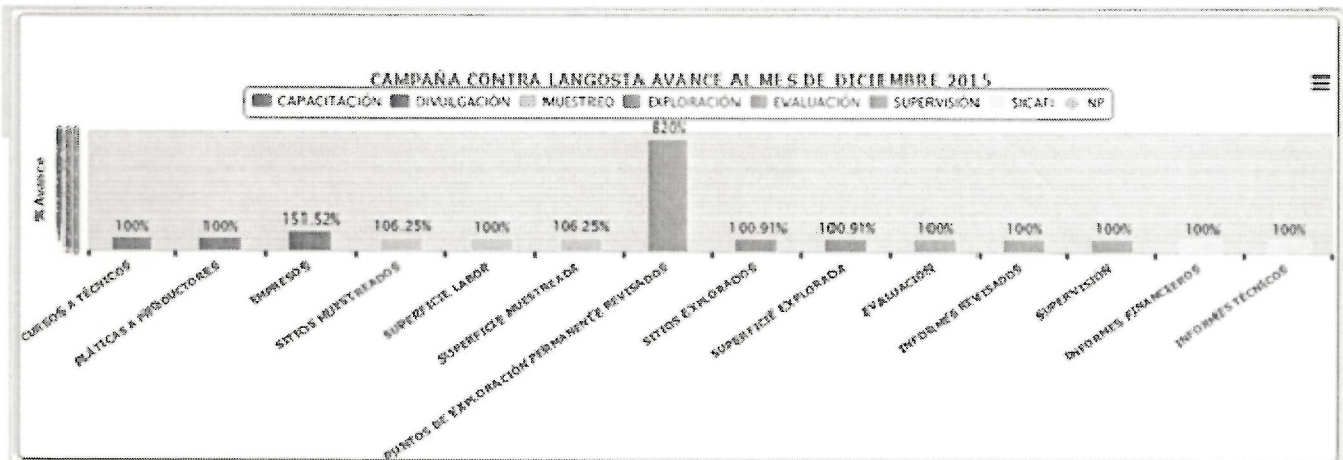 CAMPAÑA CONTRA LANGOSTA AVANCE AL MES DE DICIEMBRE 2015
CAPACITACIÓN DIVULGACIÓN MUESTREO EXPLORACIÓN EVALUACIÓN SUPERVISIÓN SICAFI NP
% Avance
100% 100% 151.52% 106.25% 100% 106.25% 820% 100.91% 100.91% 100% 100% 100% 100% 100%
CURSOS A TÉCNICOS
PLÁTICAS A PRODUCTORES
IMPRESOS
SITIOS MUESTREADOS
SUPERFICIE LABOR
SUPERFICIE MUESTREADA
PUNTOS DE EXPLORACIÓN PERMANENTE REVISADOS
SITIOS EXPLORADOS
SUPERFICIE EXPLORADA
EVALUACIÓN
INFORMES REVISADOS
SUPERVISIÓN
INFORMES FINANCIEROS
INFORMES TÉCNICOS